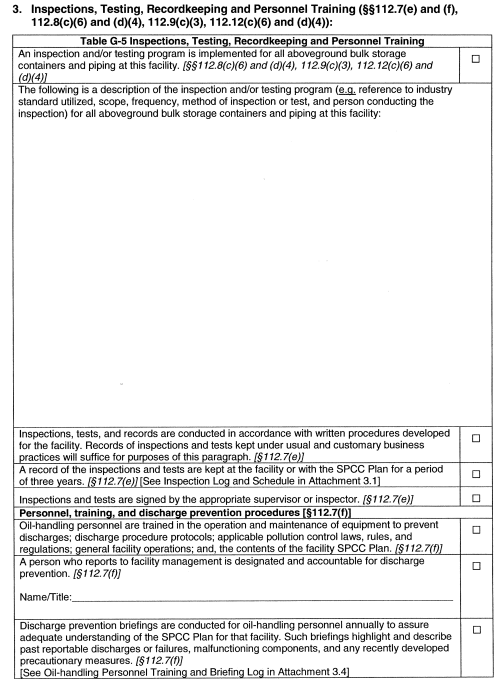 3. Inspections, Testing, Recordkeeping and Personnel Training (§§112.7(e) and (f),
112.8(c)(6) and (d)(4), 112.9(c)(3), 112.12(c)(6) and (d)(4)):
Table G-5 Inspections, Testing, Recordkeeping and Personnel Training
An inspection and/or testing program is implemented for all aboveground bulk storage
containers and piping at this facility. [§§112.8(c)(6) and (d)(4), 112.9(c)(3), 112.12(c)(6) and
(d)(4)]
The following is a description of the inspection and/or testing program (e.g. reference to industry
standard utilized, scope, frequency, method of inspection or test, and person conducting the
inspection) for all aboveground bulk storage containers and piping at this facility:
Inspections, tests, and records are conducted in accordance with written procedures developed
for the facility. Records of inspections and tests kept under usual and customary business
practices will suffice for purposes of this paragraph. [§112.7(e)]
A record of the inspections and tests are kept at the facility or with the SPCC Plan for a period
of three years. [§112.7(e)] [See Inspection Log and Schedule in Attachment 3.1]
Inspections and tests are signed by the appropriate supervisor or inspector. [§112.7(e)]
Personnel, training, and discharge prevention procedures [§112.7(f)]
Oil-handling personnel are trained in the operation and maintenance of equipment to prevent
discharges; discharge procedure protocols; applicable pollution control laws, rules, and
regulations; general facility operations; and, the contents of the facility SPCC Plan. [§112.7(f)]
A person who reports to facility management is designated and accountable for discharge
prevention. [§112.7(f)]
Name/Title:
Discharge prevention briefings are conducted for oil-handling personnel annually to assure
adequate understanding of the SPCC Plan for that facility. Such briefings highlight and describe
past reportable discharges or failures, malfunctioning components, and any recently developed
precautionary measures. [§112.7(f)]
[See Oil-handling Personnel Training and Briefing Log in Attachment 3.4]